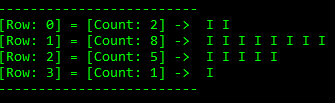 -----------------------
[Row: 0] = [Count: 2] ->  I I
[Row: 1] = [Count: 8] ->  I I I I I I I I
[Row: 2] = [Count: 5] ->  I I I I I
[Row: 3] = [Count: 1] ->  I
-----------------------